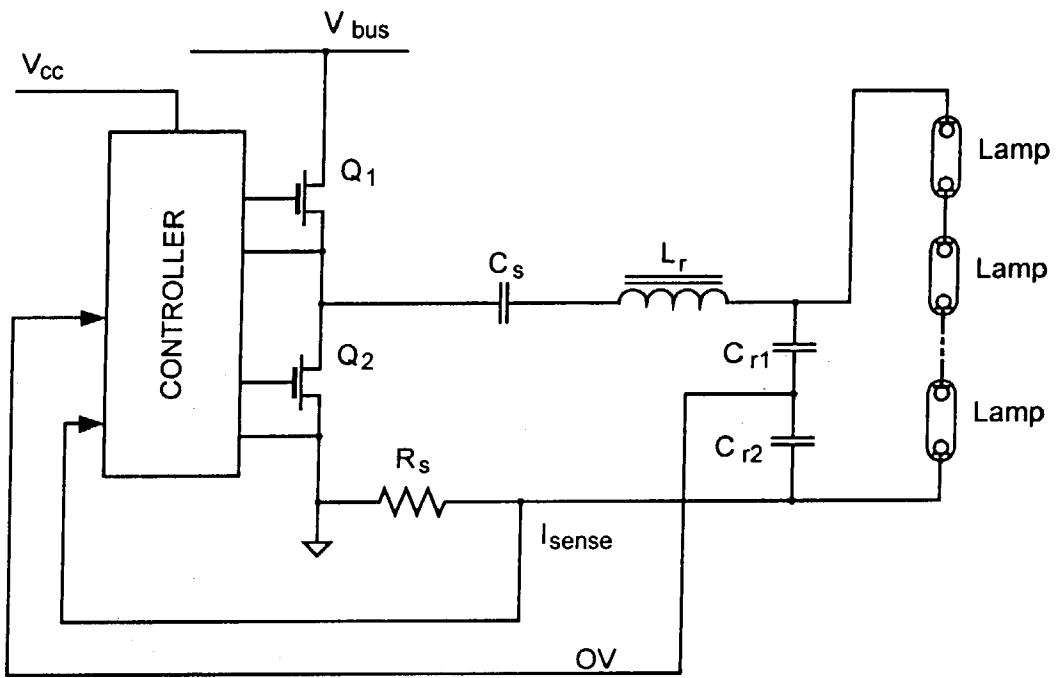 V bus
Vcc
Q1
Lamp
CONTROLLER
Cs
Lr
Lamp
Cr1
Q2
Lamp
Cr2
Rs
Isense
OV